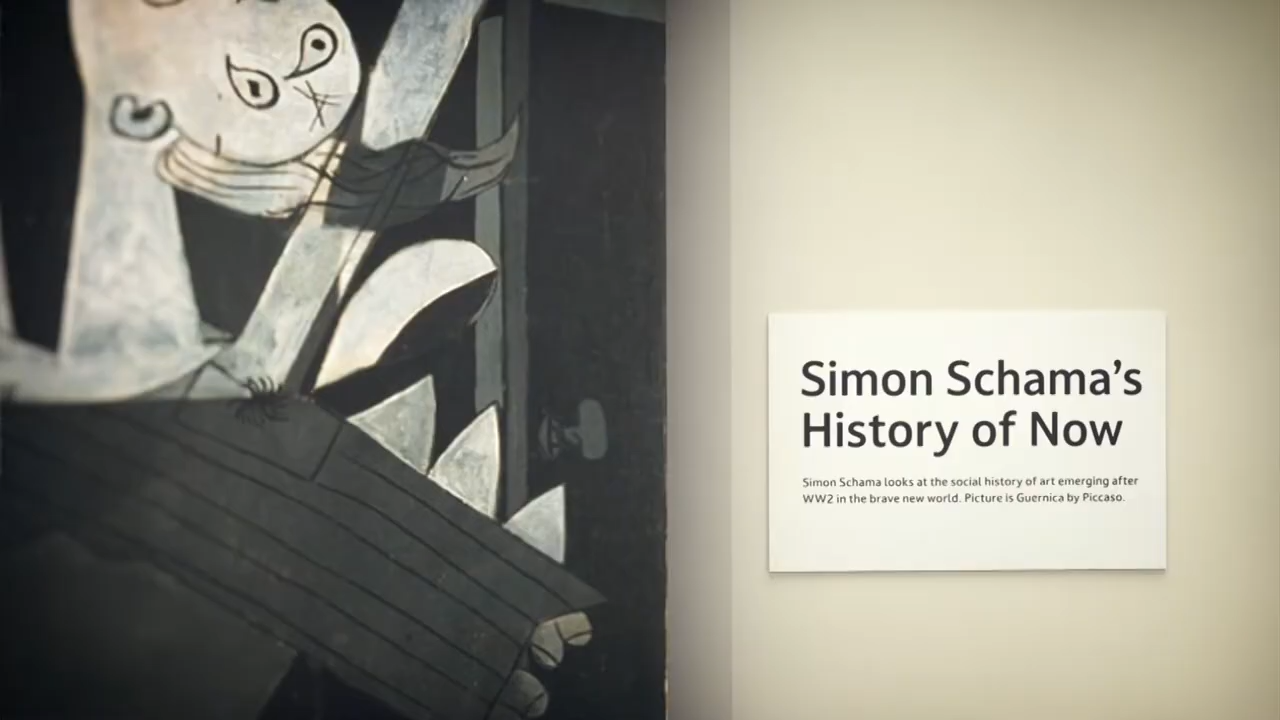 Simon Schama’s
History of Now
Simon Schama looks at the social history of art emerging after
WW2 in the brave new world. Picture is Guernica by Piccaso.